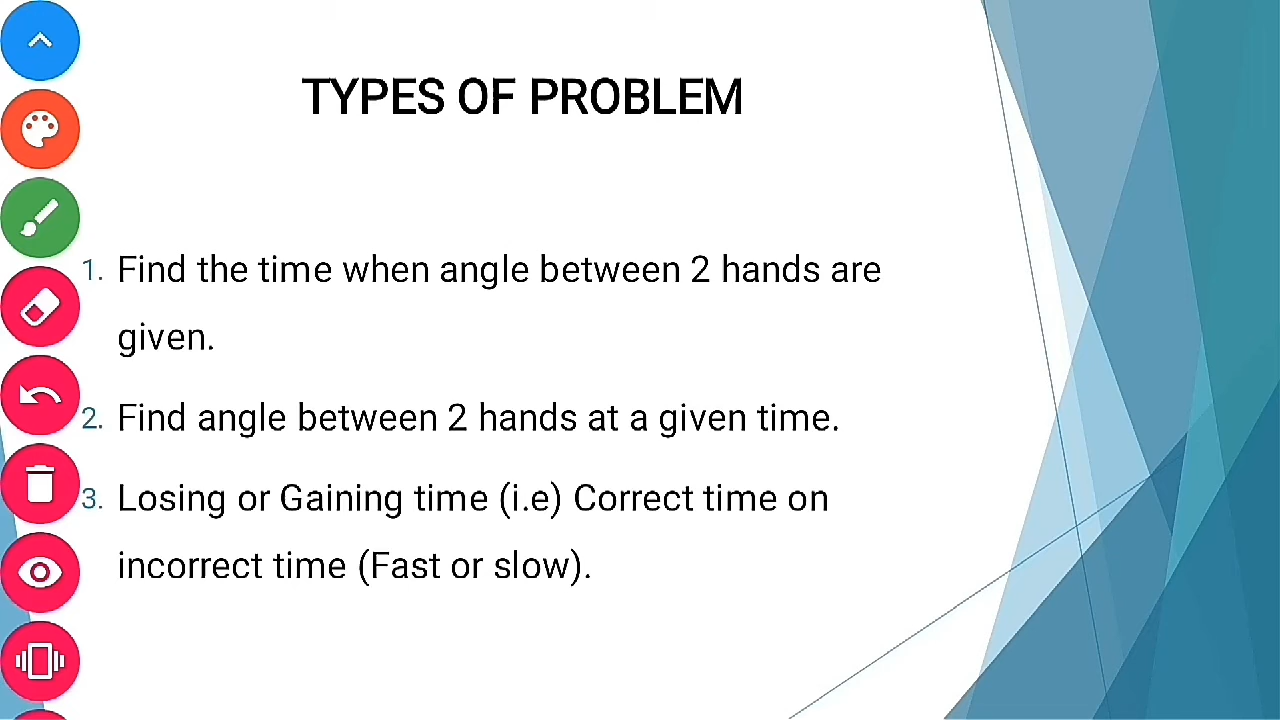 TYPES OF PROBLEM
1. Find the time when angle between 2 hands are
given.
2. Find angle between 2 hands at a given time.
3. Losing or Gaining time (i.e) Correct time on
incorrect time (Fast or slow).